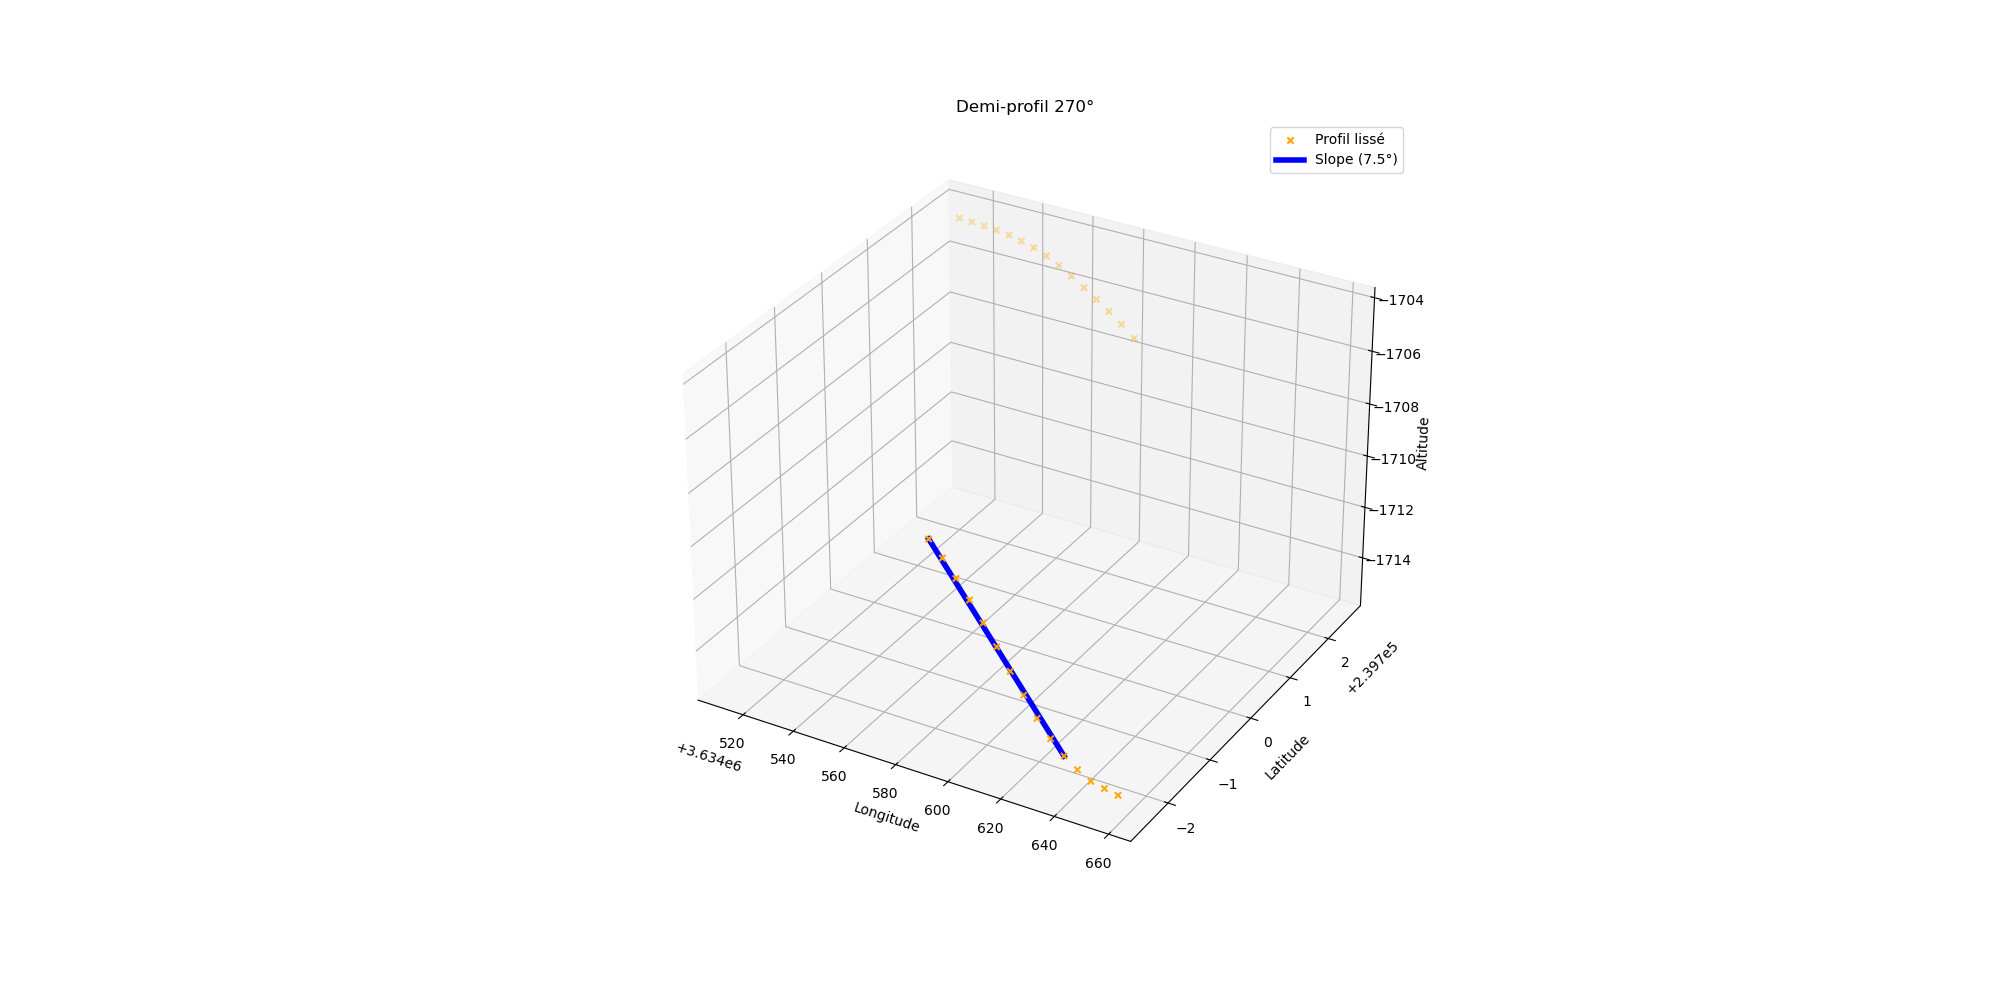 Demi-profil 270°
Profil lissé
Slope (7.5°)
−1704
−1706
−1708
−1710
−1712
−1714
Altitude
2
1
0
−1
−2
+2.397e5
Latitude
520
540
560
580
600
620
640
660
+3.634e6
Longitude